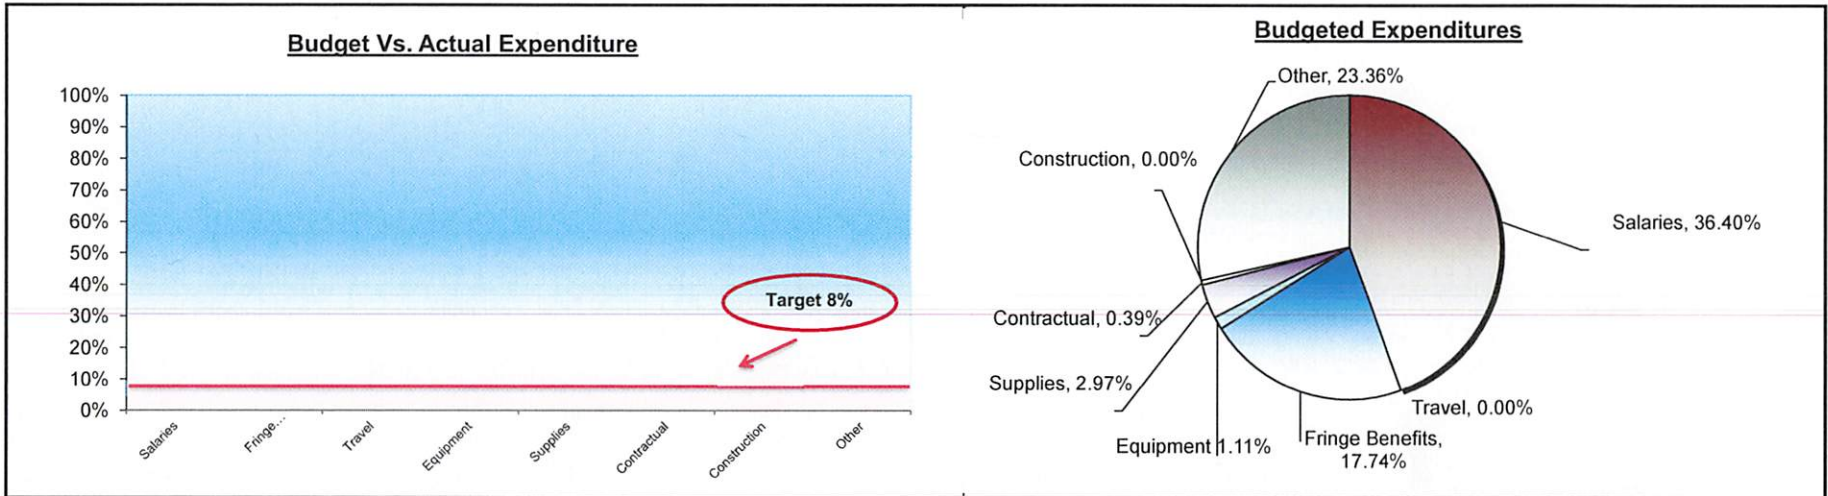 Budget Vs. Actual Expenditure
100%
90%
80%
70%
60%
50%
40%
30%
20%
10%
0%
Target 8%
Salaries
Fringe...
Travel
Equipment
Supplies
Contractual
Construction
Other
Budgeted Expenditures
Other, 23.36%
Construction, 0.00%
Salaries, 36.40%
Contractual, 0.39%
Supplies, 2.97%
Travel, 0.00%
Equipment 1.11%
Fringe Benefits,
17.74%